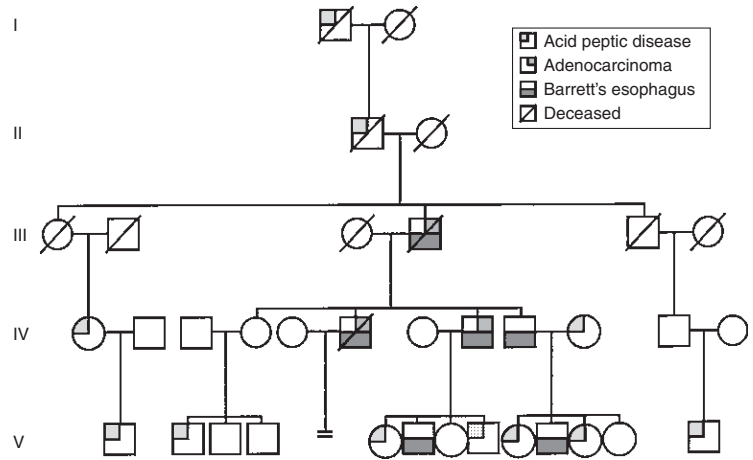 I
Acid peptic disease
Adenocarcinoma
Barrett's esophagus
Deceased
II
III
IV
V